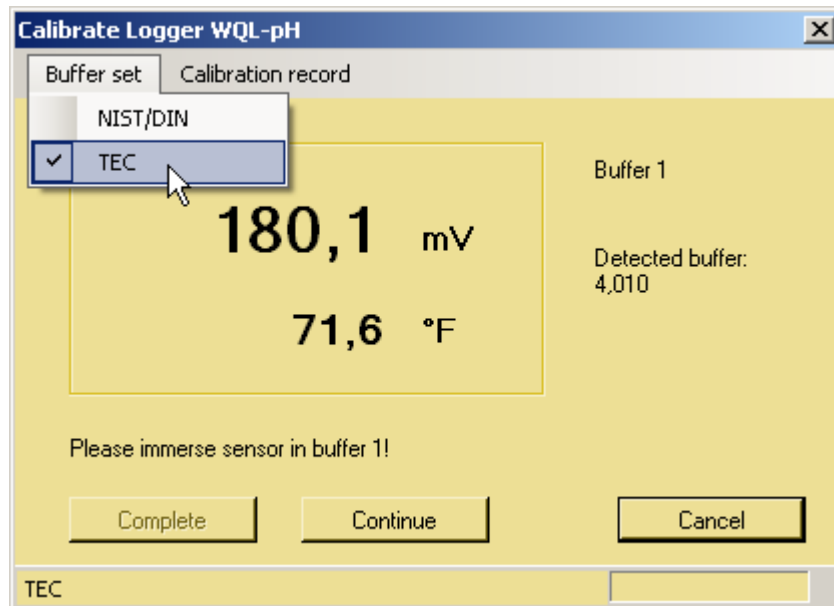 Calibrate Logger WQL-pH
Buffer set Calibration record
NIST/DIN
TEC
180,1 mV
71,6 °F
Buffer 1
Detected buffer:
4,010
Please immerse sensor in buffer 1!
Complete Continue Cancel
TEC